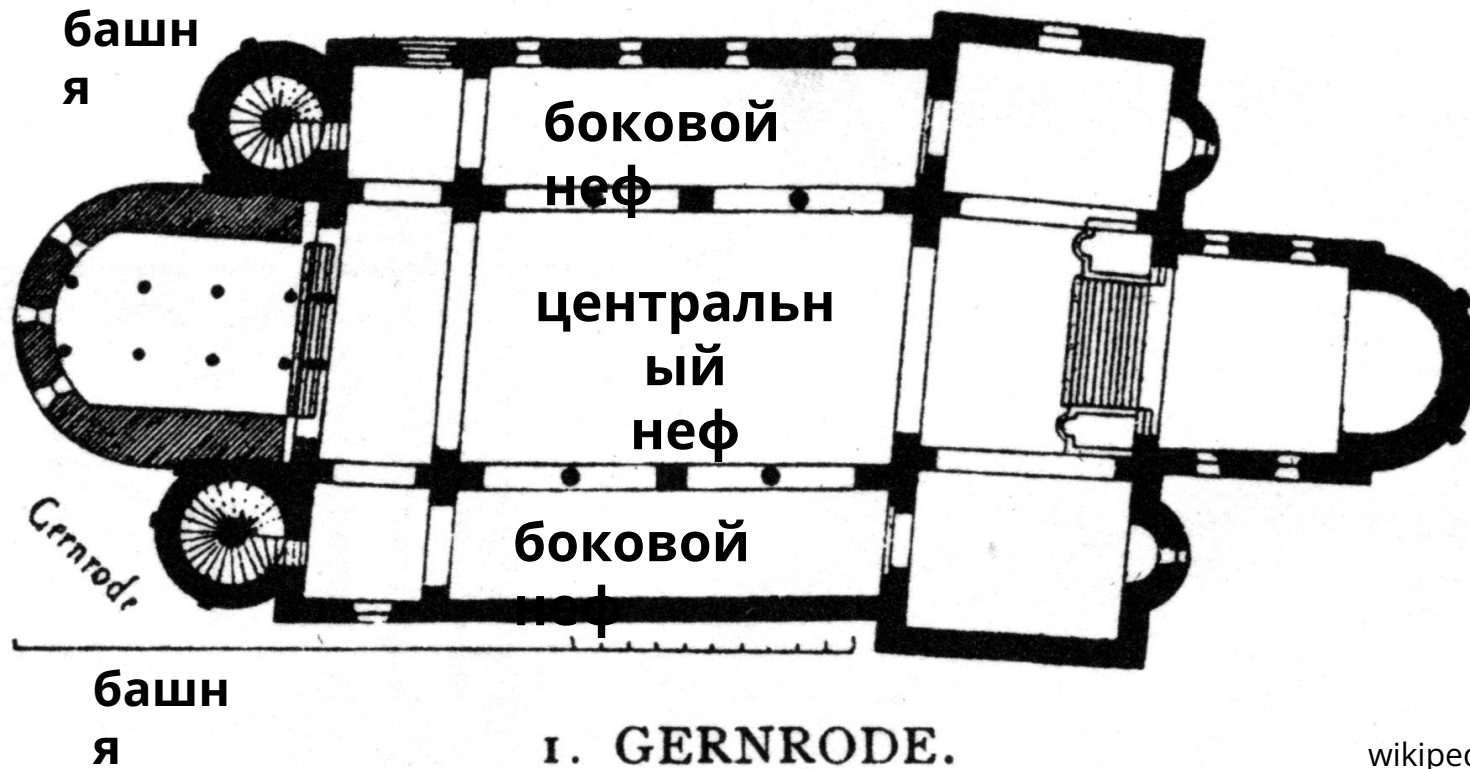 башн
я
боковой
неф
центральн
ый
неф
боковой
неф
Gernrode
башн
я
1. GERNRODE.
wikiped